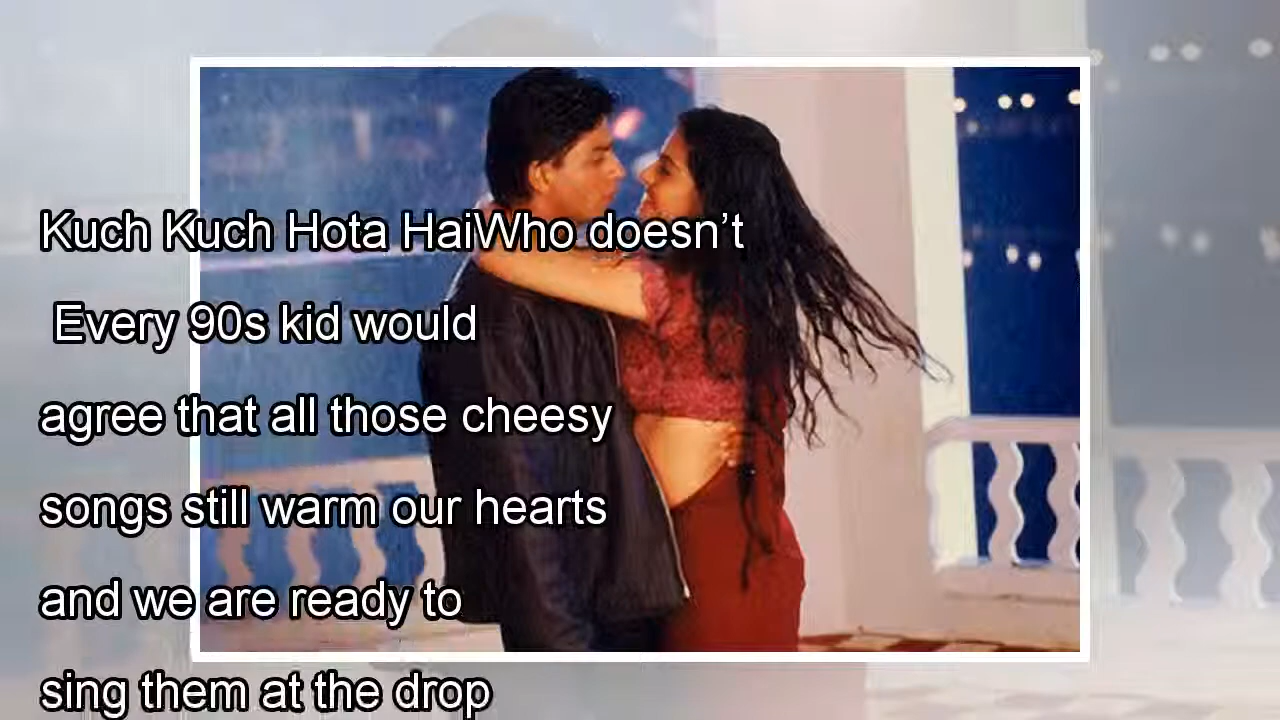 Kuch Kuch Hota HaiWho doesn’t
Every 90s kid would
agree that all those cheesy
songs still warm our hearts
and we are ready to
sing them at the drop